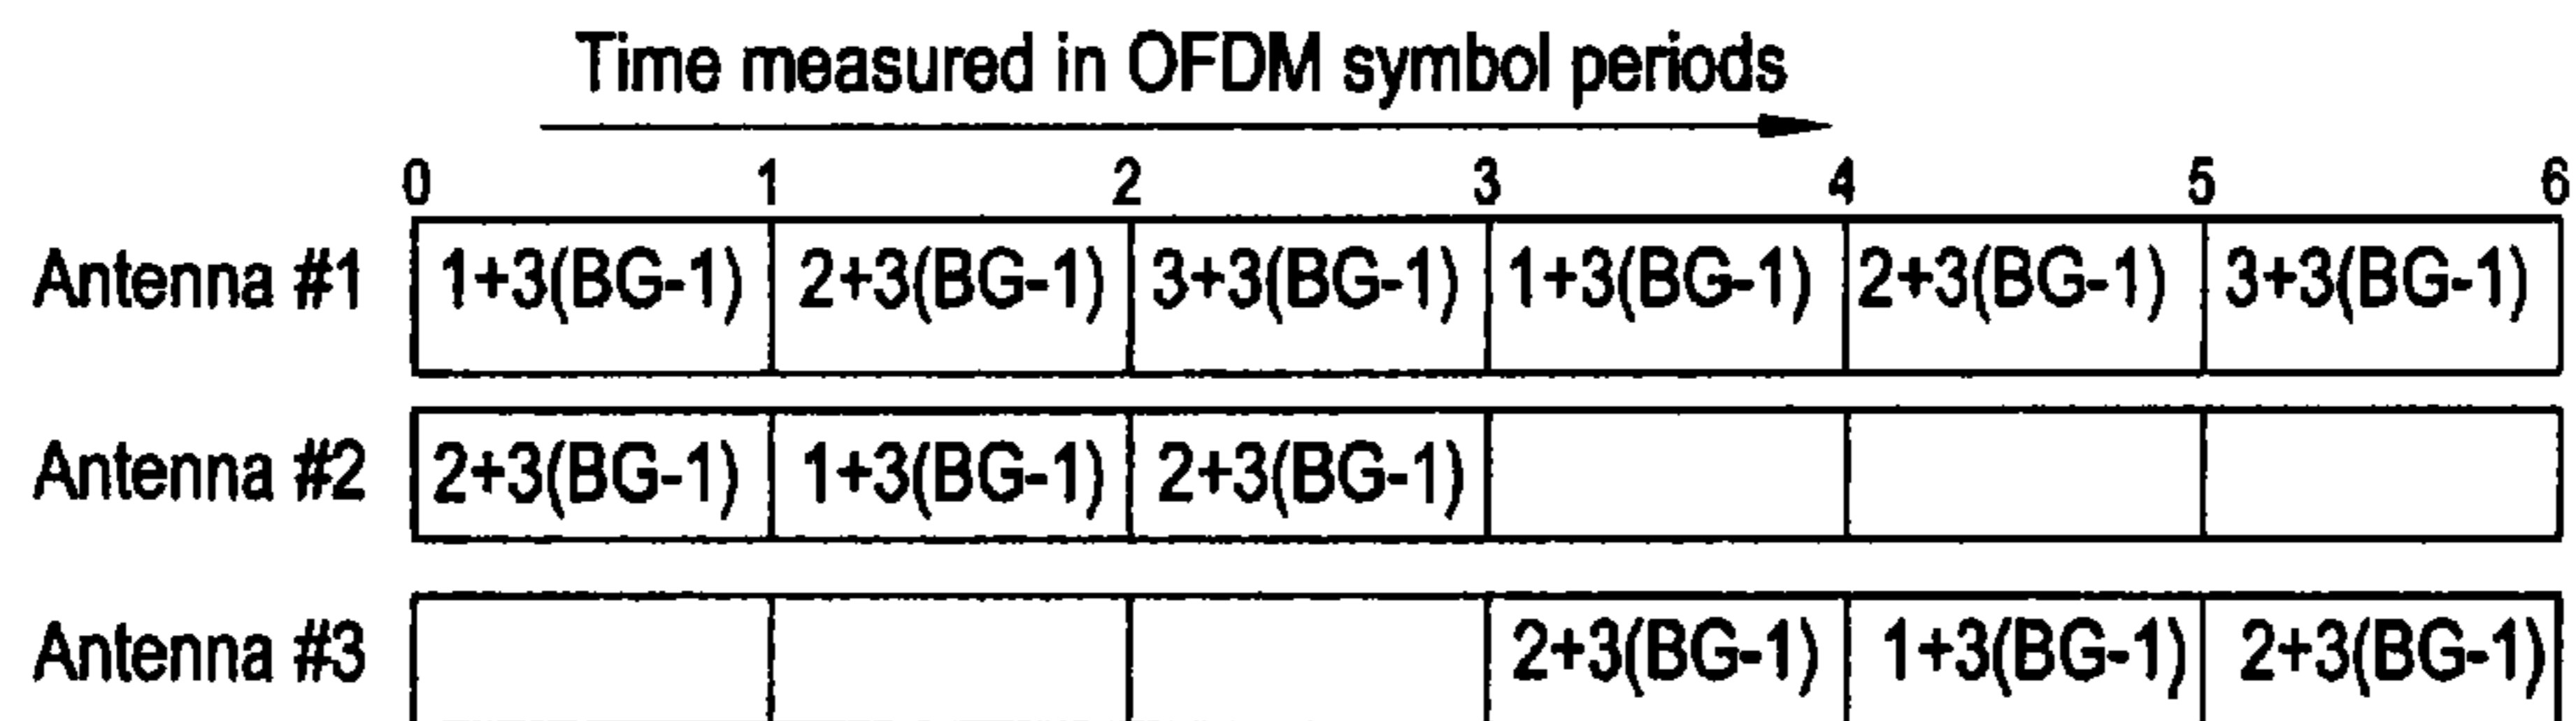 Time measured in OFDM symbol periods
0 1 2 3 4 5 6
Antenna #1 1+3(BG-1) 2+3(BG-1) 3+3(BG-1) 1+3(BG-1) 2+3(BG-1) 3+3(BG-1)
Antenna #2 2+3(BG-1) 1+3(BG-1) 2+3(BG-1)
Antenna #3 2+3(BG-1) 1+3(BG-1) 2+3(BG-1)